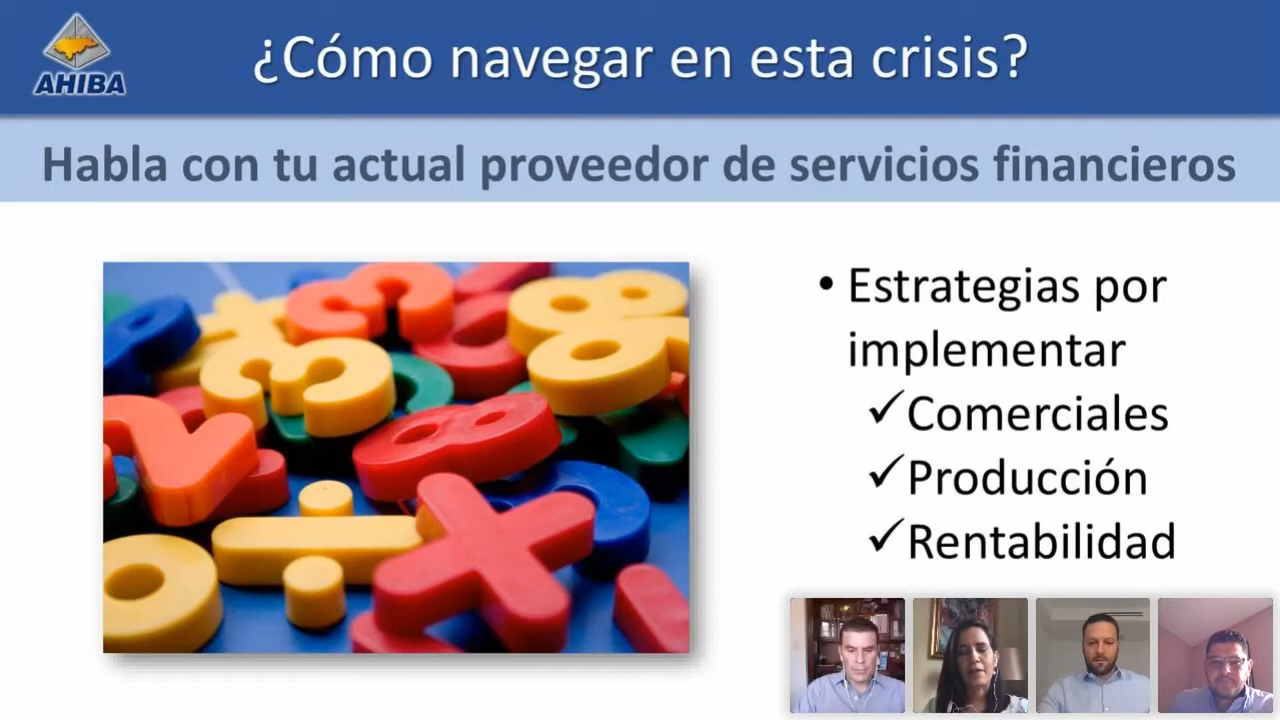 AHIBA
¿Cómo navegar en esta crisis?
Habla con tu actual proveedor de servicios financieros
• Estrategias por
implementar
✓Comerciales
✓Producción
✓Rentabilidad